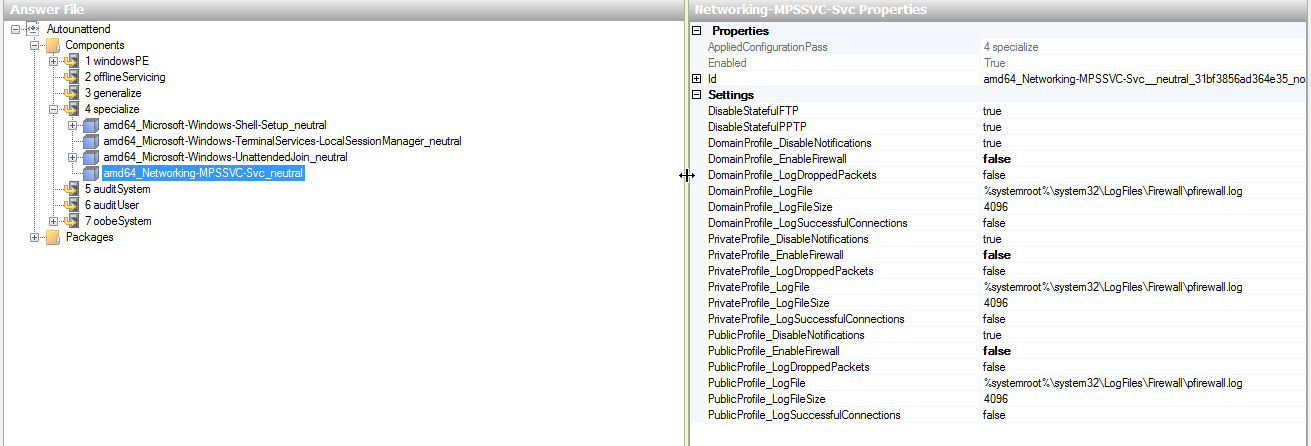 Answer File
Autounattend
Components
1 windowsPE
2 offlineServicing
3 generalize
4 specialize
amd64_Microsoft-Windows-Shell-Setup_neutral
amd64_Microsoft-Windows-TerminalServices-LocalSessionManager_neutral
amd64_Microsoft-Windows-UnattendedJoin_neutral
amd64_Networking-MPSSVC-Svc_neutral
5 auditSystem
6 auditUser
7 oobeSystem
Packages
Networking-MPSSVC-Svc Properties
Properties
AppliedConfigurationPass 4 specialize
Enabled True
Id amd64_Networking-MPSSVC-Svc__neutral_31bf3856ad364e35_no
Settings
DisableStatefulFTP true
DisableStatefulPPTP true
DomainProfile_DisableNotifications true
DomainProfile_EnableFirewall false
DomainProfile_LogDroppedPackets false
DomainProfile_LogFile %systemroot%\system32\LogFiles\Firewall\pfirewall.log
DomainProfile_LogFileSize 4096
DomainProfile_LogSuccessfulConnections false
PrivateProfile_DisableNotifications true
PrivateProfile_EnableFirewall false
PrivateProfile_LogDroppedPackets false
PrivateProfile_LogFile %systemroot%\system32\LogFiles\Firewall\pfirewall.log
PrivateProfile_LogFileSize 4096
PrivateProfile_LogSuccessfulConnections false
PublicProfile_DisableNotifications true
PublicProfile_EnableFirewall false
PublicProfile_LogDroppedPackets false
PublicProfile_LogFile %systemroot%\system32\LogFiles\Firewall\pfirewall.log
PublicProfile_LogFileSize 4096
PublicProfile_LogSuccessfulConnections false